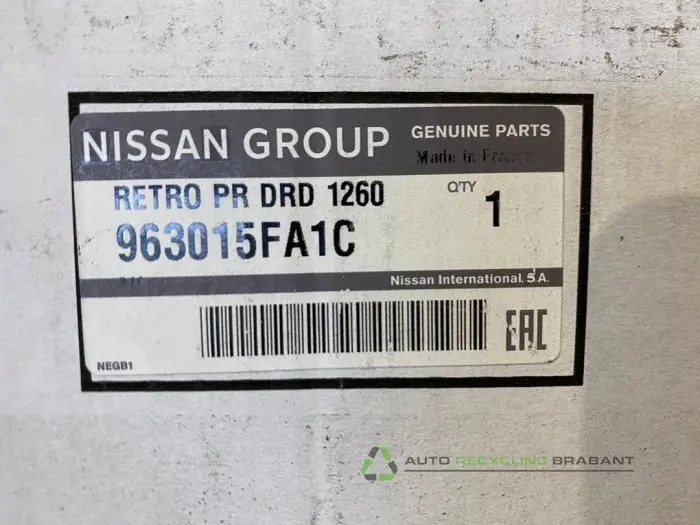 NISSAN GROUP
GENUINE PARTS
Made in France
RETRO PR DRD 1260
963015FA1C
Q'TY 1
Nissan International. S.A.
NEGB1
EAC
AUTO RECYCLING BRABANT